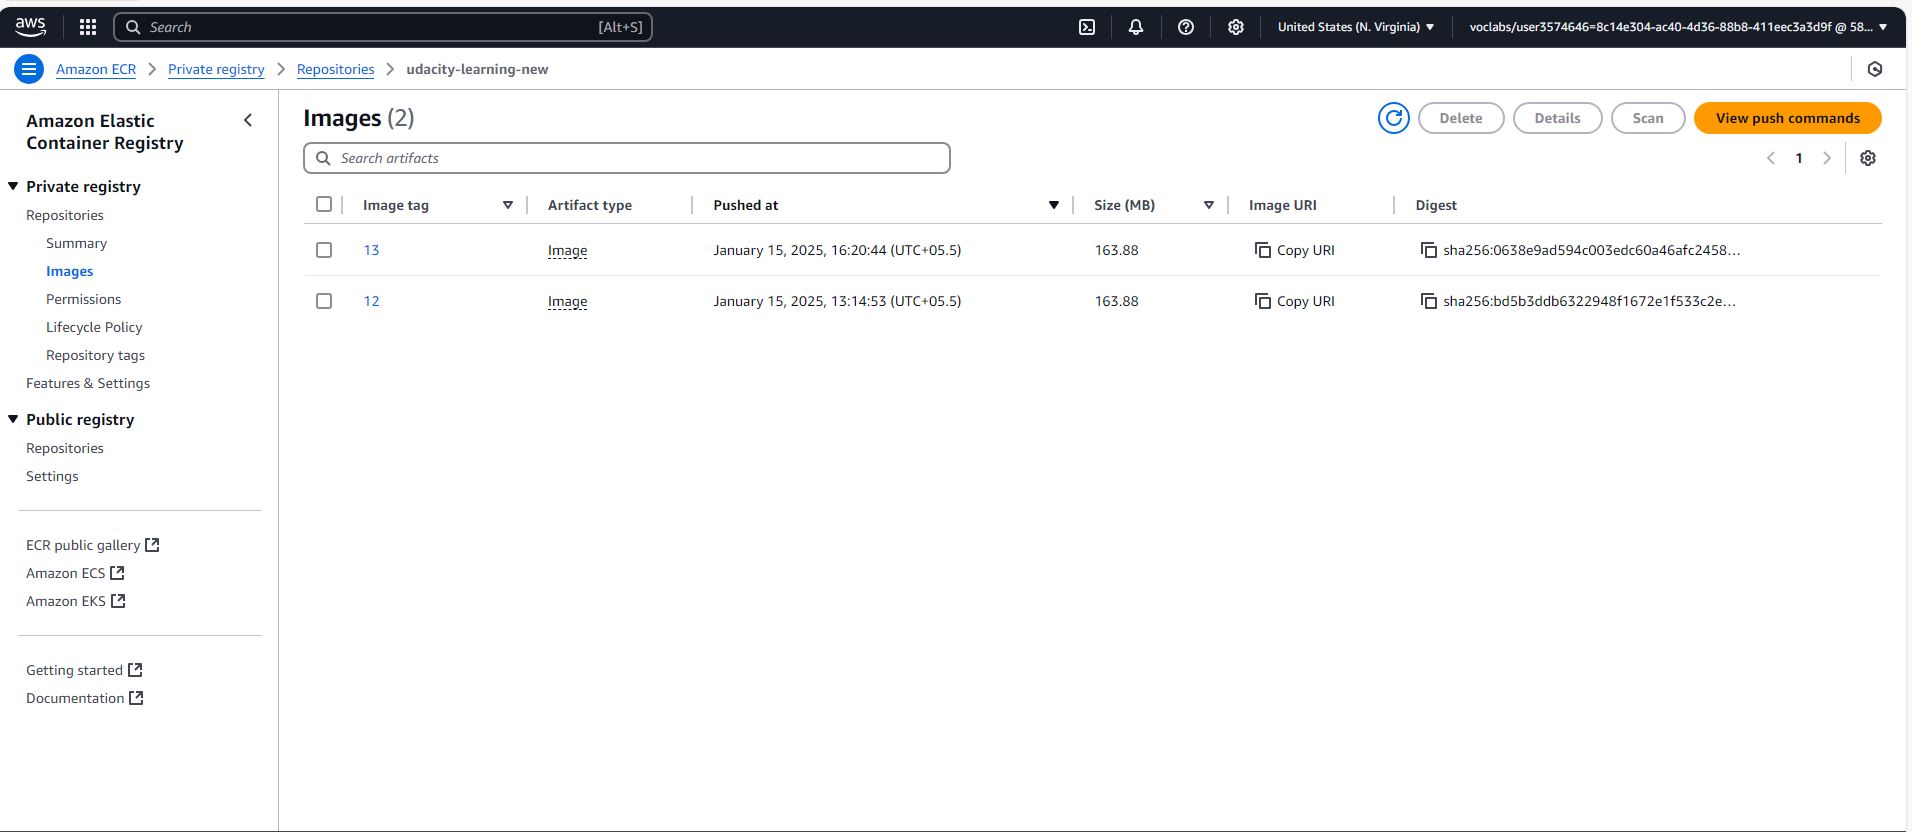 aws
Search [Alt+S]
United States (N. Virginia)
voclabs/user3574646=8c14e304-ac40-4d36-88b8-411eec3a3d9f @ 58...
Amazon ECR > Private registry > Repositories > udacity-learning-new
Amazon Elastic
Container Registry
Private registry
Repositories
Summary
Images
Permissions
Lifecycle Policy
Repository tags
Features & Settings
Public registry
Repositories
Settings
ECR public gallery
Amazon ECS
Amazon EKS
Getting started
Documentation
Images (2)
Delete
Details
Scan
View push commands
Search artifacts
1
Image tag Artifact type Pushed at Size (MB) Image URI Digest
13 Image January 15, 2025, 16:20:44 (UTC+05.5) 163.88 Copy URI sha256:0638e9ad594c003edc60a46afc2458...
12 Image January 15, 2025, 13:14:53 (UTC+05.5) 163.88 Copy URI sha256:bd5b3ddb6322948f1672e1f533c2e...